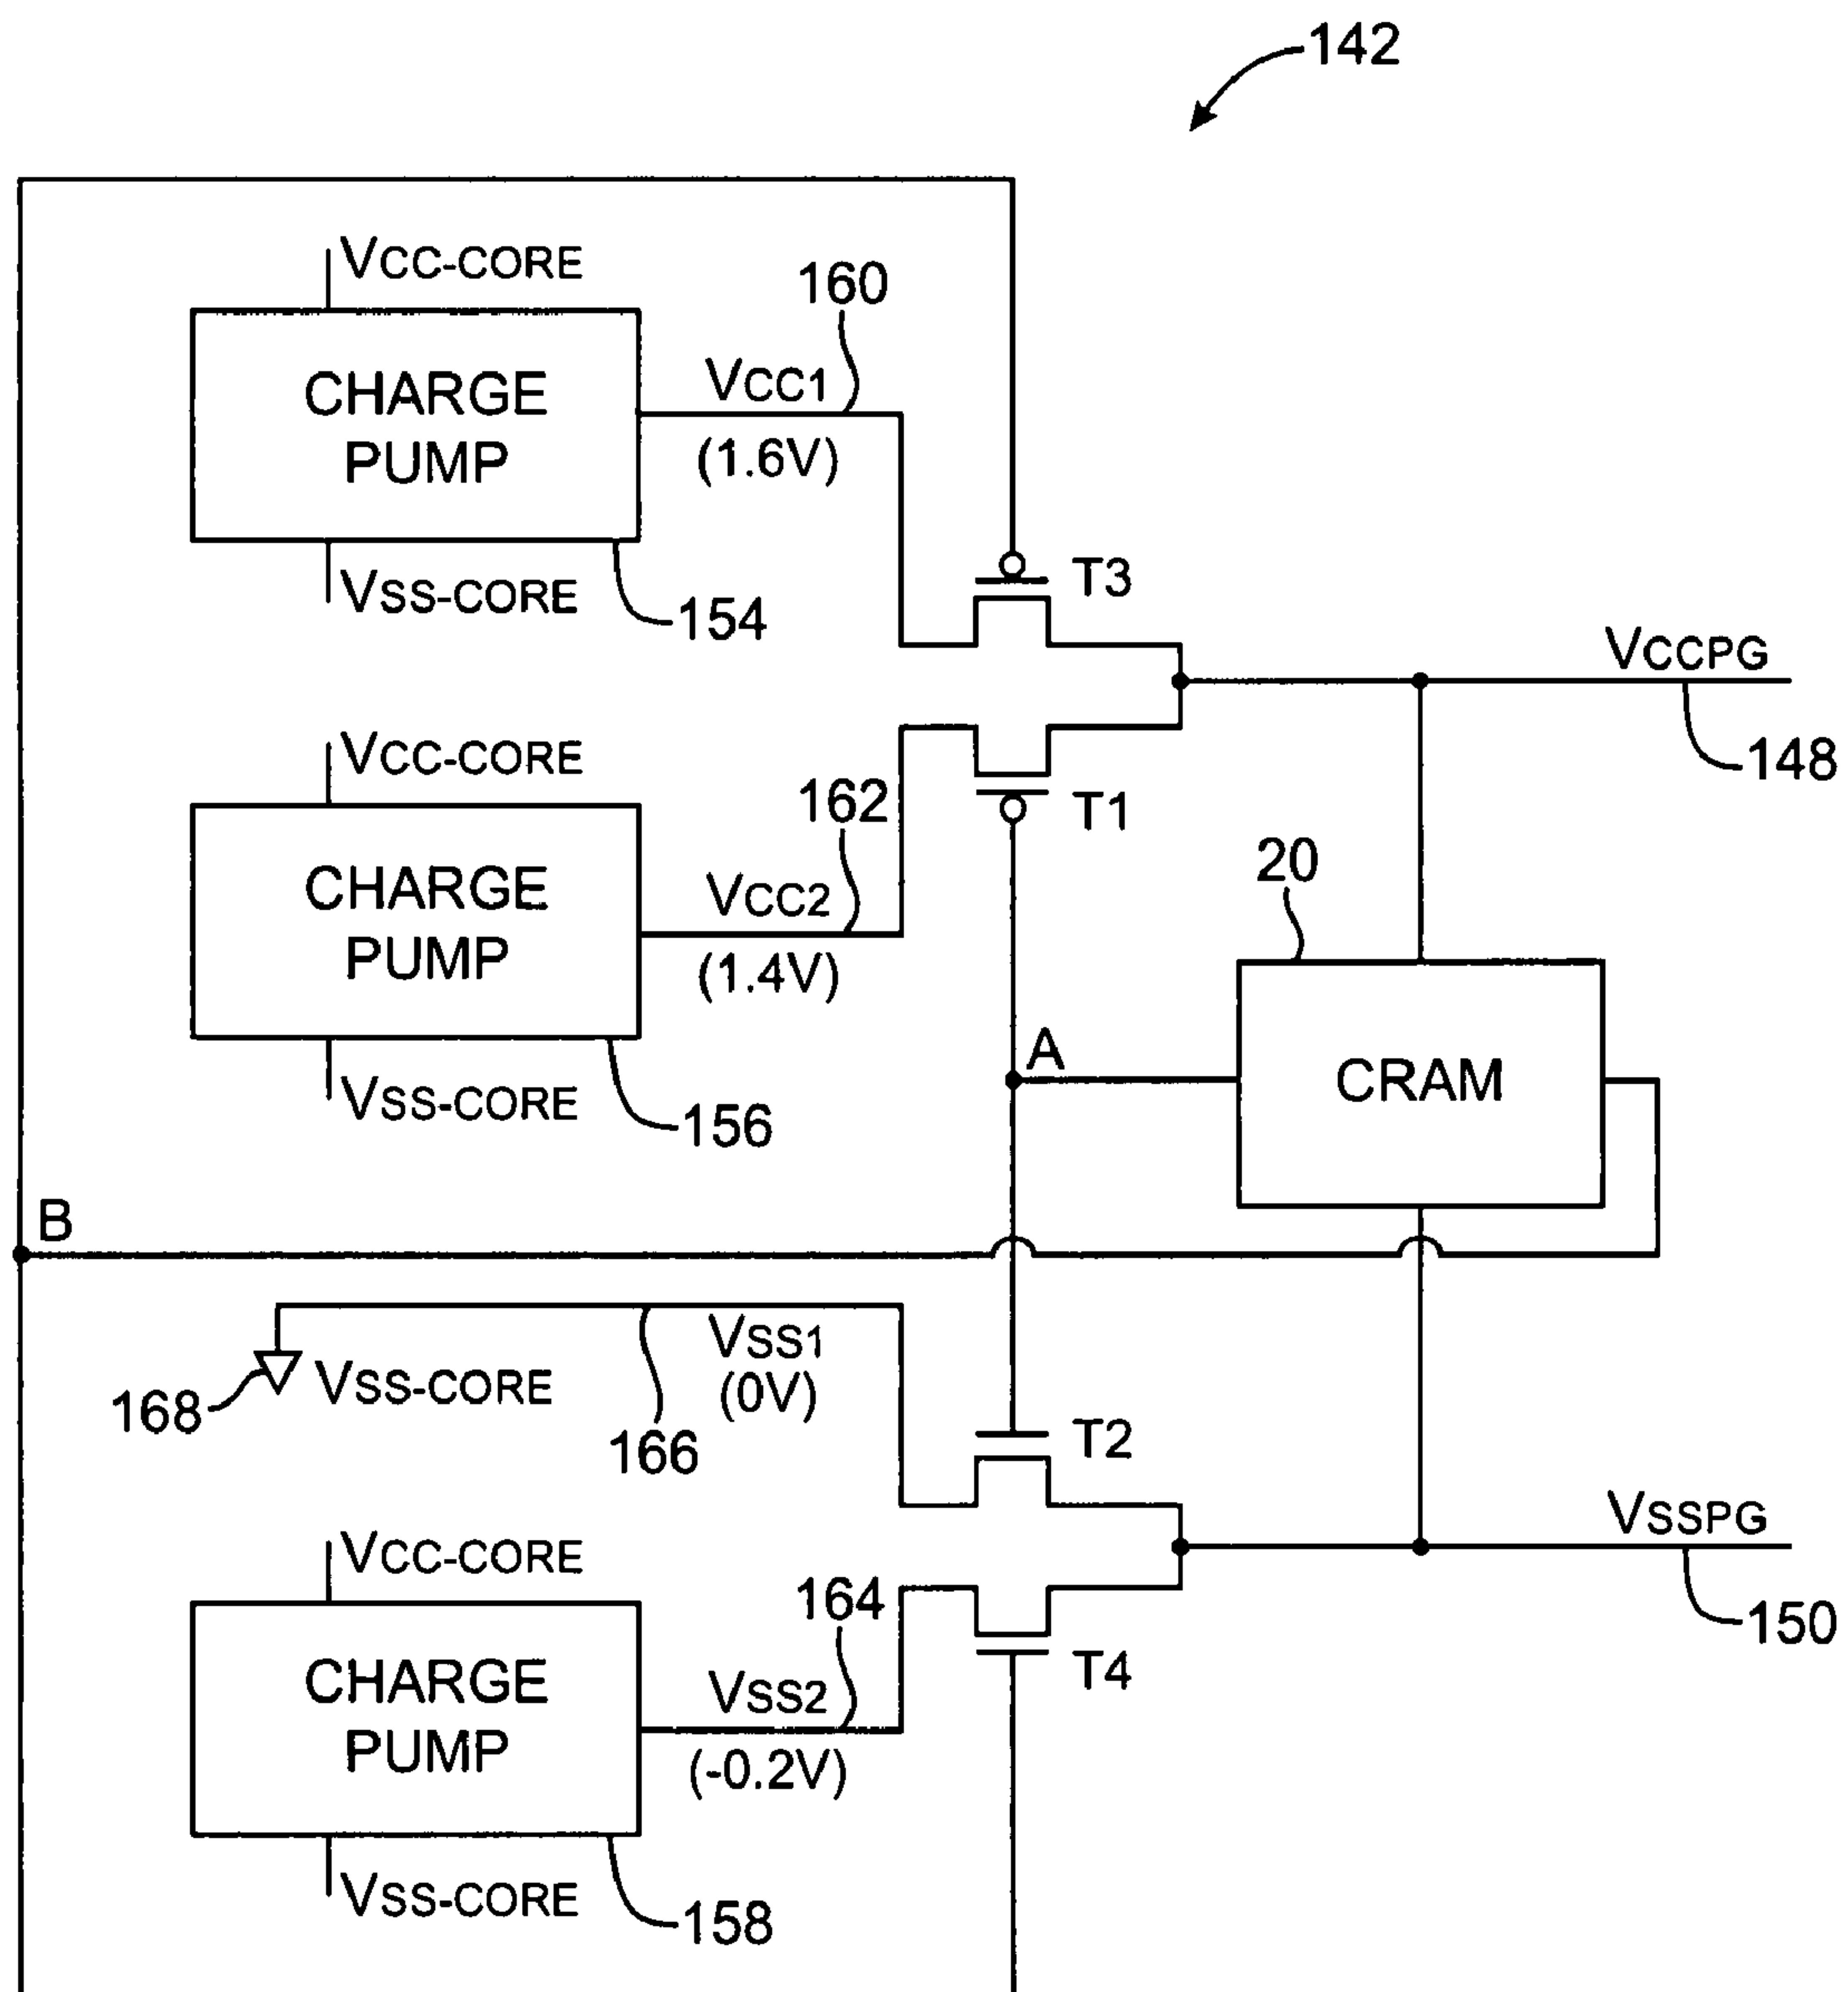 142
VCC-CORE
160
CHARGE
PUMP
VCC1
(1.6V)
T3
VSS-CORE
154
VCCPG
148
VCC-CORE
162
T1
20
CHARGE
PUMP
VCC2
(1.4V)
A
CRAM
VSS-CORE
156
B
VSS1
(0V)
VSS-CORE
168
166
T2
VSSPG
150
VCC-CORE
164
T4
CHARGE
PUMP
VSS2
(-0.2V)
VSS-CORE
158